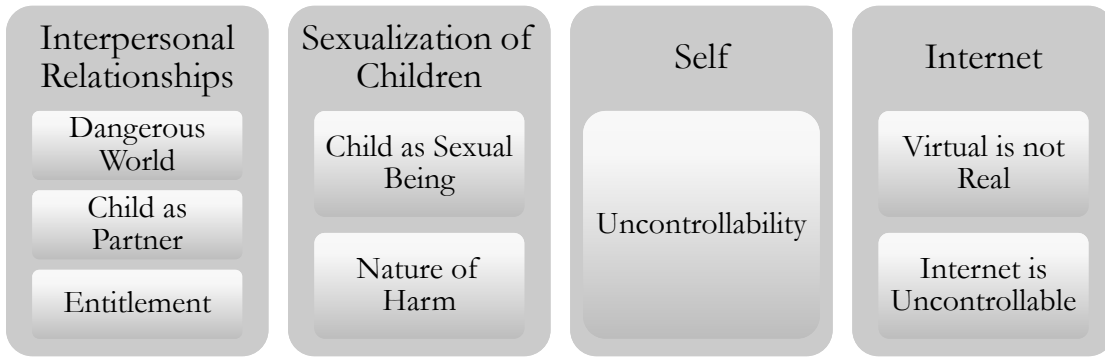 Interpersonal
Relationships
Dangerous
World
Child as
Partner
Entitlement
Sexualization of
Children
Child as Sexual
Being
Nature of
Harm
Self
Uncontrollability
Internet
Virtual is not
Real
Internet is
Uncontrollable